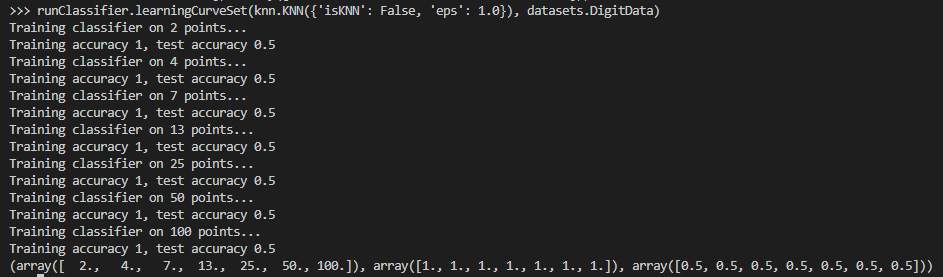 >>> runClassifier.learningCurveSet(knn.KNN({'isKNN': False, 'eps': 1.0}), datasets.DigitData)
Training classifier on 2 points...
Training accuracy 1, test accuracy 0.5
Training classifier on 4 points...
Training accuracy 1, test accuracy 0.5
Training classifier on 7 points...
Training accuracy 1, test accuracy 0.5
Training classifier on 13 points...
Training accuracy 1, test accuracy 0.5
Training classifier on 25 points...
Training accuracy 1, test accuracy 0.5
Training classifier on 50 points...
Training accuracy 1, test accuracy 0.5
Training classifier on 100 points...
Training accuracy 1, test accuracy 0.5
(array([  2.,   4.,   7.,  13.,  25.,  50., 100.]), array([1., 1., 1., 1., 1., 1., 1.]), array([0.5, 0.5, 0.5, 0.5, 0.5, 0.5, 0.5]))